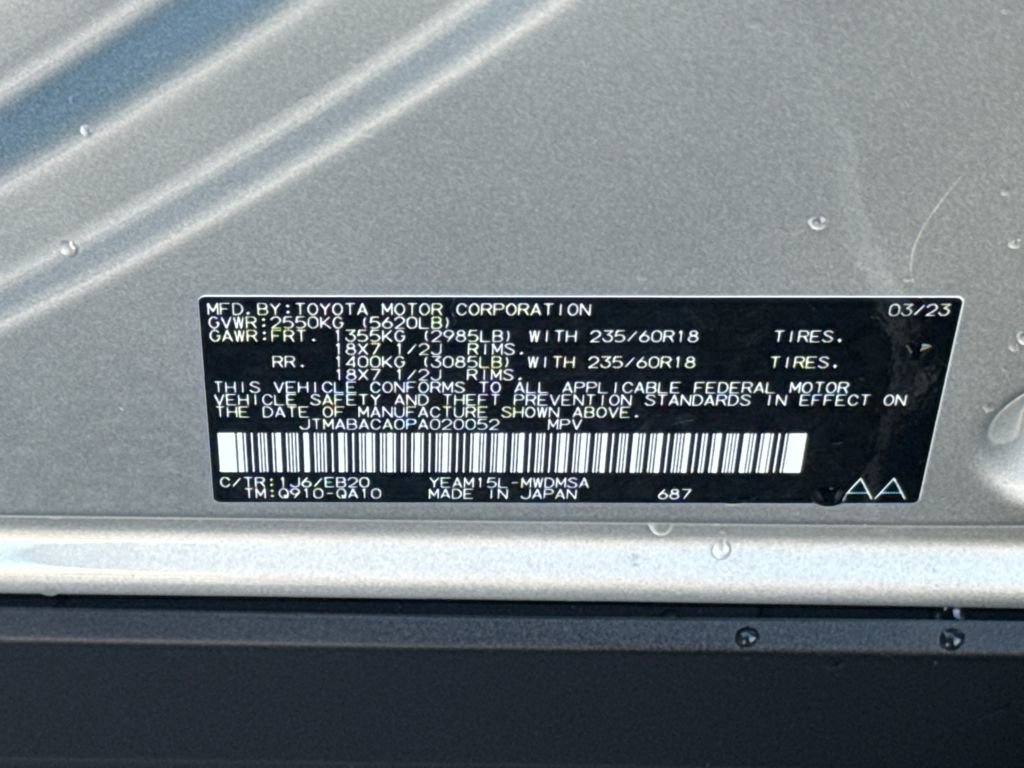 MFD.BY:TOYOTA MOTOR CORPORATION 03/23
GVWR:2550KG (5620LB)
GAWR:FRT. 1355KG (2985LB) WITH 235/60R18 TIRES.
18X7 1/2J RIMS.
RR. 1400KG (3085LB) WITH 235/60R18 TIRES.
18X7 1/2J RIMS.
THIS VEHICLE CONFORMS TO ALL APPLICABLE FEDERAL MOTOR
VEHICLE SAFETY AND THEFT PREVENTION STANDARDS IN EFFECT ON
THE DATE OF MANUFACTURE SHOWN ABOVE.
JTMABACA0PA020052 MPV
C/TR:1J6/EB20 YEAM15L-MWDMSA
TM:Q910-QA10 MADE IN JAPAN 687 AA